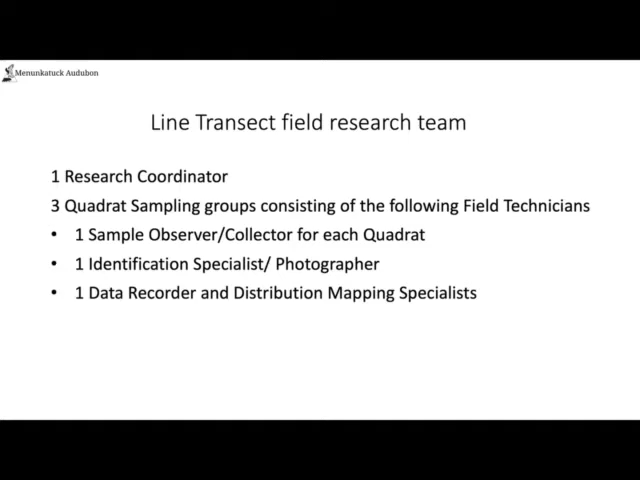 Menunkatuck Audubon
Line Transect field research team
1 Research Coordinator
3 Quadrat Sampling groups consisting of the following Field Technicians
• 1 Sample Observer/Collector for each Quadrat
• 1 Identification Specialist/ Photographer
• 1 Data Recorder and Distribution Mapping Specialists